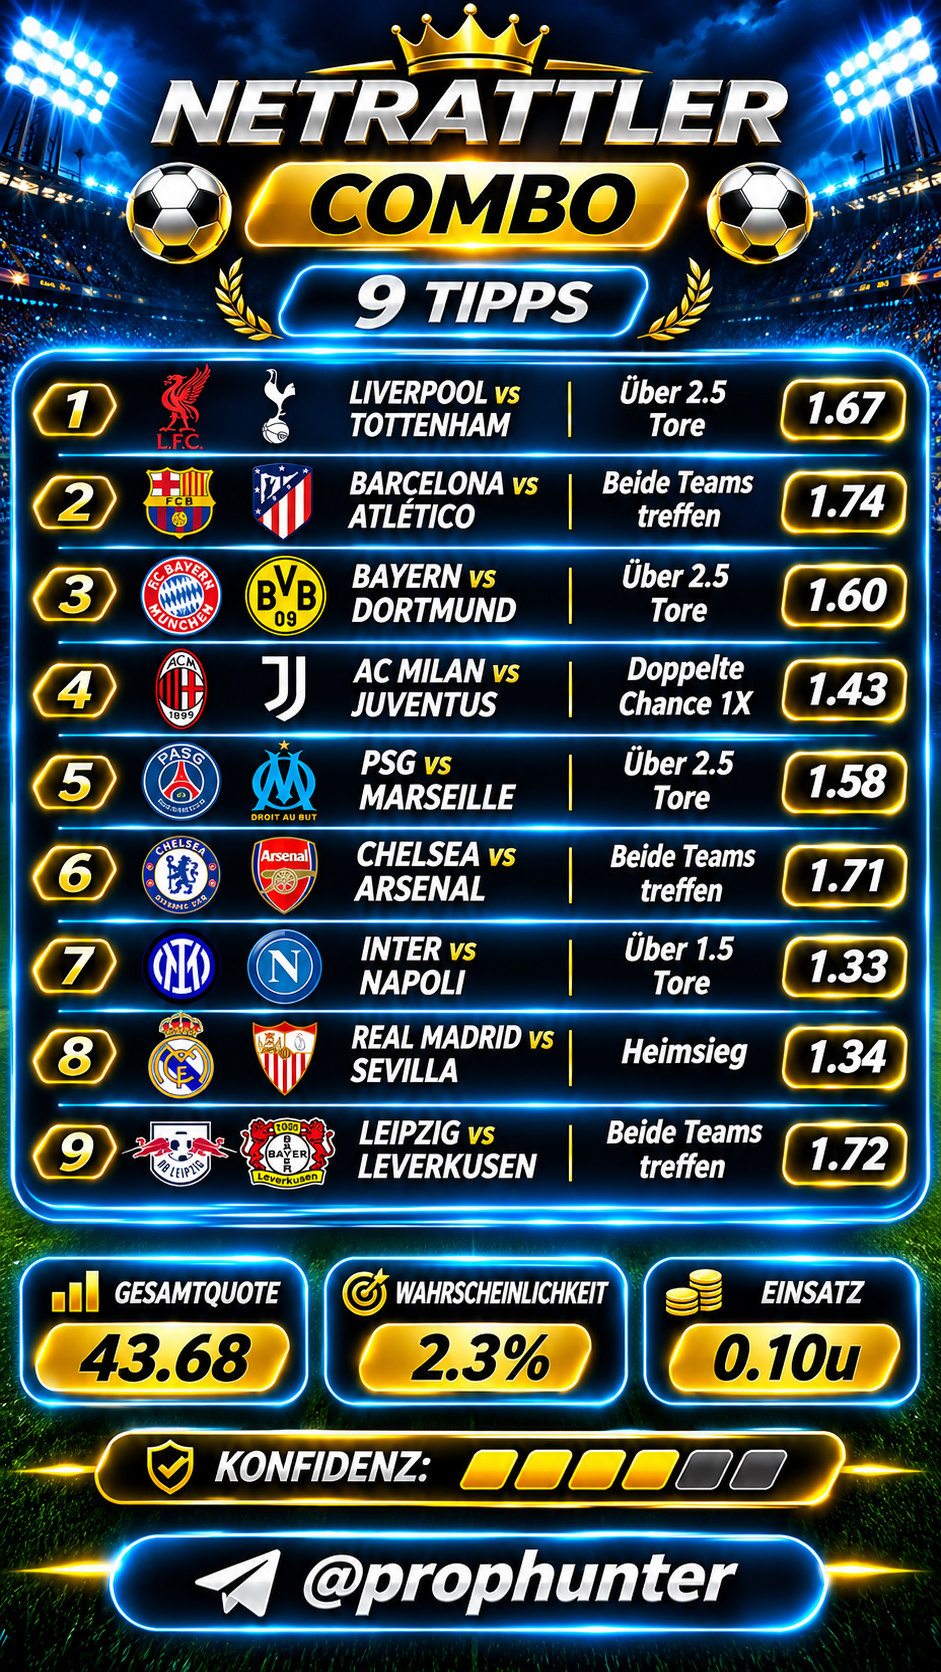 NETRATTLER
COMBO
9 TIPPS
1
L.F.C.
LIVERPOOL vs
TOTTENHAM
Über 2.5
Tore
1.67
2
FCB
BARCELONA vs
ATLÉTICO
Beide Teams
treffen
1.74
3
FC BAYERN
MÜNCHEN
BVB
09
BAYERN vs
DORTMUND
Über 2.5
Tore
1.60
4
ACM
1899
AC MILAN vs
JUVENTUS
Doppelte
Chance 1X
1.43
5
PASG
DROIT AU BUT
PSG vs
MARSEILLE
Über 2.5
Tore
1.58
6
CHELSEA
Arsenal
CHELSEA vs
ARSENAL
Beide Teams
treffen
1.71
7
N
INTER vs
NAPOLI
Über 1.5
Tore
1.33
8
REAL MADRID vs
SEVILLA
Heimsieg
1.34
9
RB LEIPZIG
BAYER
Leverkusen
LEIPZIG vs
LEVERKUSEN
Beide Teams
treffen
1.72
GESAMTQUOTE
43.68
WAHRSCHEINLICHKEIT
2.3%
EINSATZ
0.10u
KONFIDENZ:
@prophunter